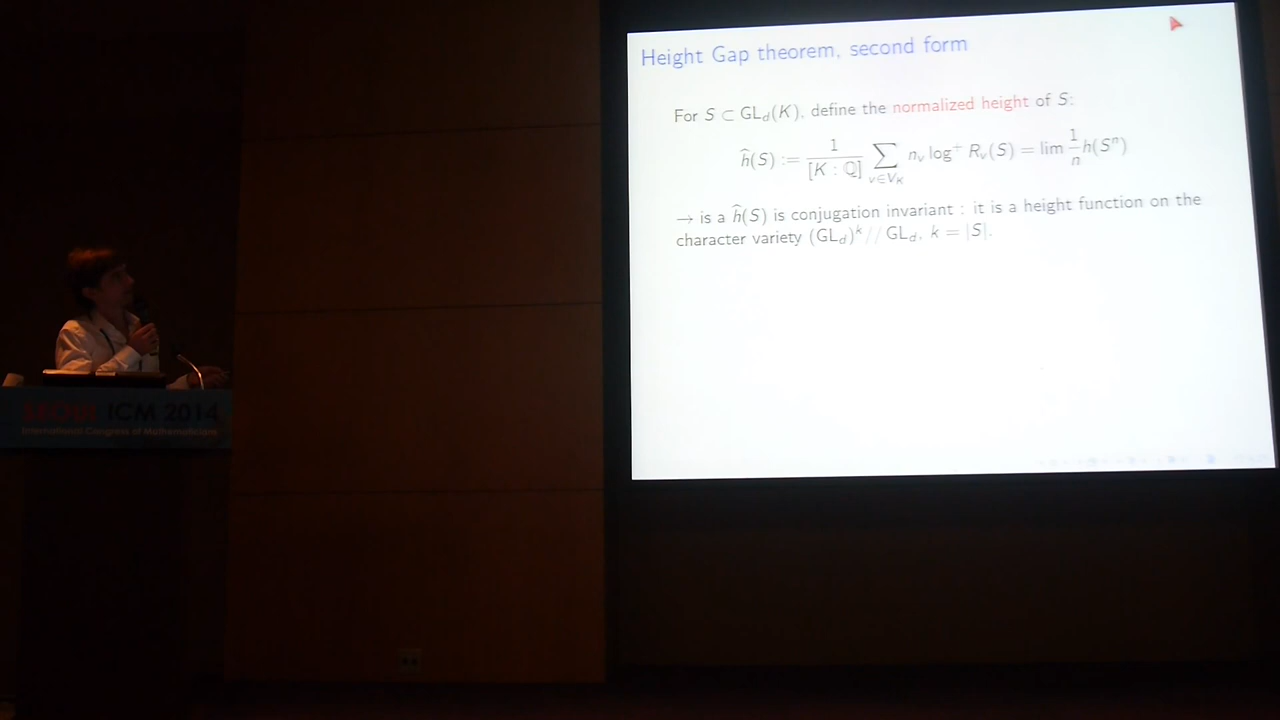 Height Gap theorem, second form
For S ⊂ GL_d(K), define the normalized height of S:
ĥ(S) := 1/[K : ℚ] ∑_{v∈V_K} n_v log⁺ R_v(S) = lim 1/n h(Sⁿ)
→ is a ĥ(S) is conjugation invariant : it is a height function on the
character variety (GL_d)^k // GL_d, k = |S|.
SEOUL ICM 2014
International Congress of Mathematicians